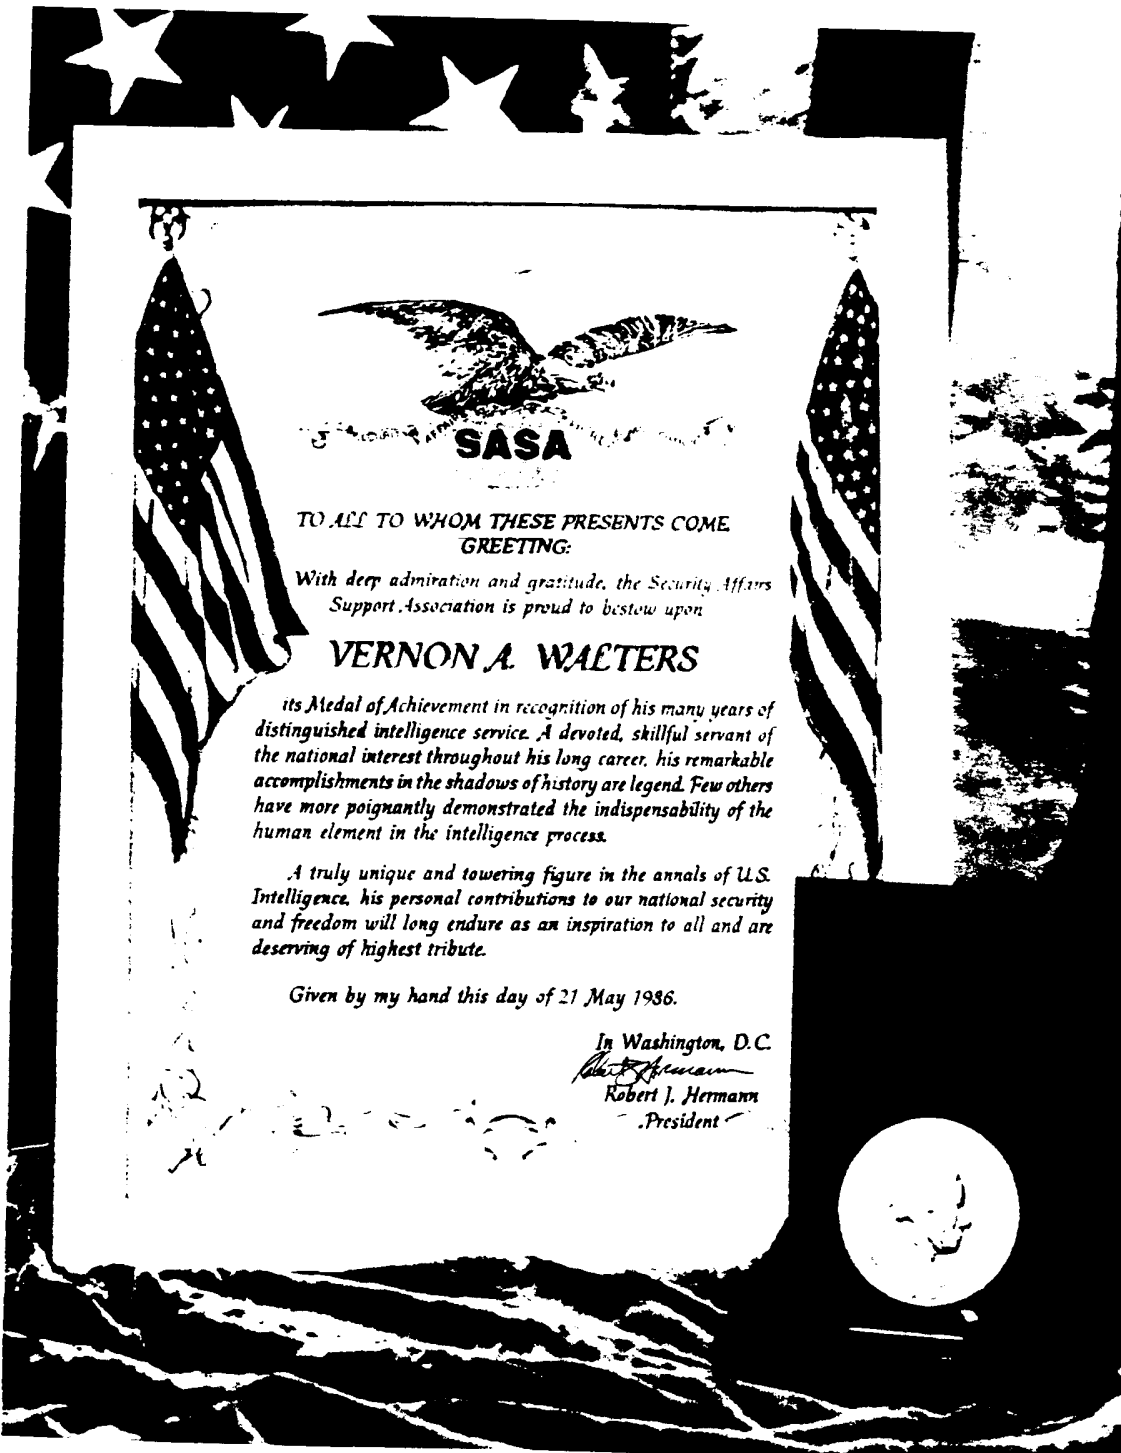 SASA
TO ALL TO WHOM THESE PRESENTS COME,
GREETING:
With deep admiration and gratitude, the Security Affairs
Support Association is proud to bestow upon
VERNON A. WALTERS
its Medal of Achievement in recognition of his many years of
distinguished intelligence service. A devoted, skillful servant of
the national interest throughout his long career, his remarkable
accomplishments in the shadows of history are legend. Few others
have more poignantly demonstrated the indispensability of the
human element in the intelligence process.
A truly unique and towering figure in the annals of U.S.
Intelligence, his personal contributions to our national security
and freedom will long endure as an inspiration to all and are
deserving of highest tribute.
Given by my hand this day of 21 May 1986.
In Washington, D.C.
Robert J. Hermann
Robert J. Hermann
President